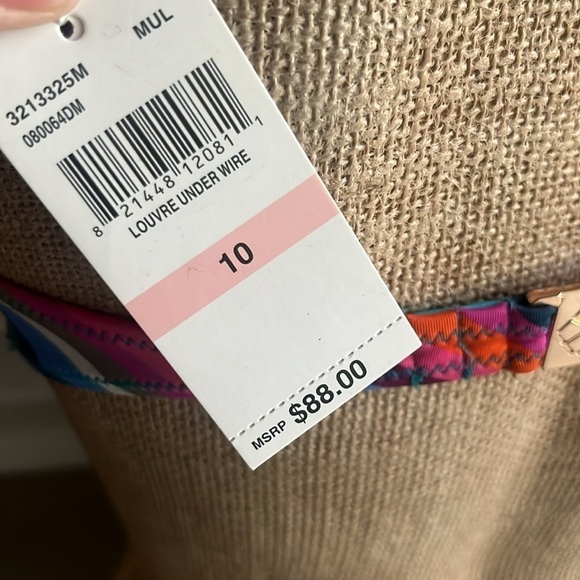 MUL
3213325M
080064DM
8 21448 12081 1
LOUVRE UNDER WIRE
10
MSRP $88.00